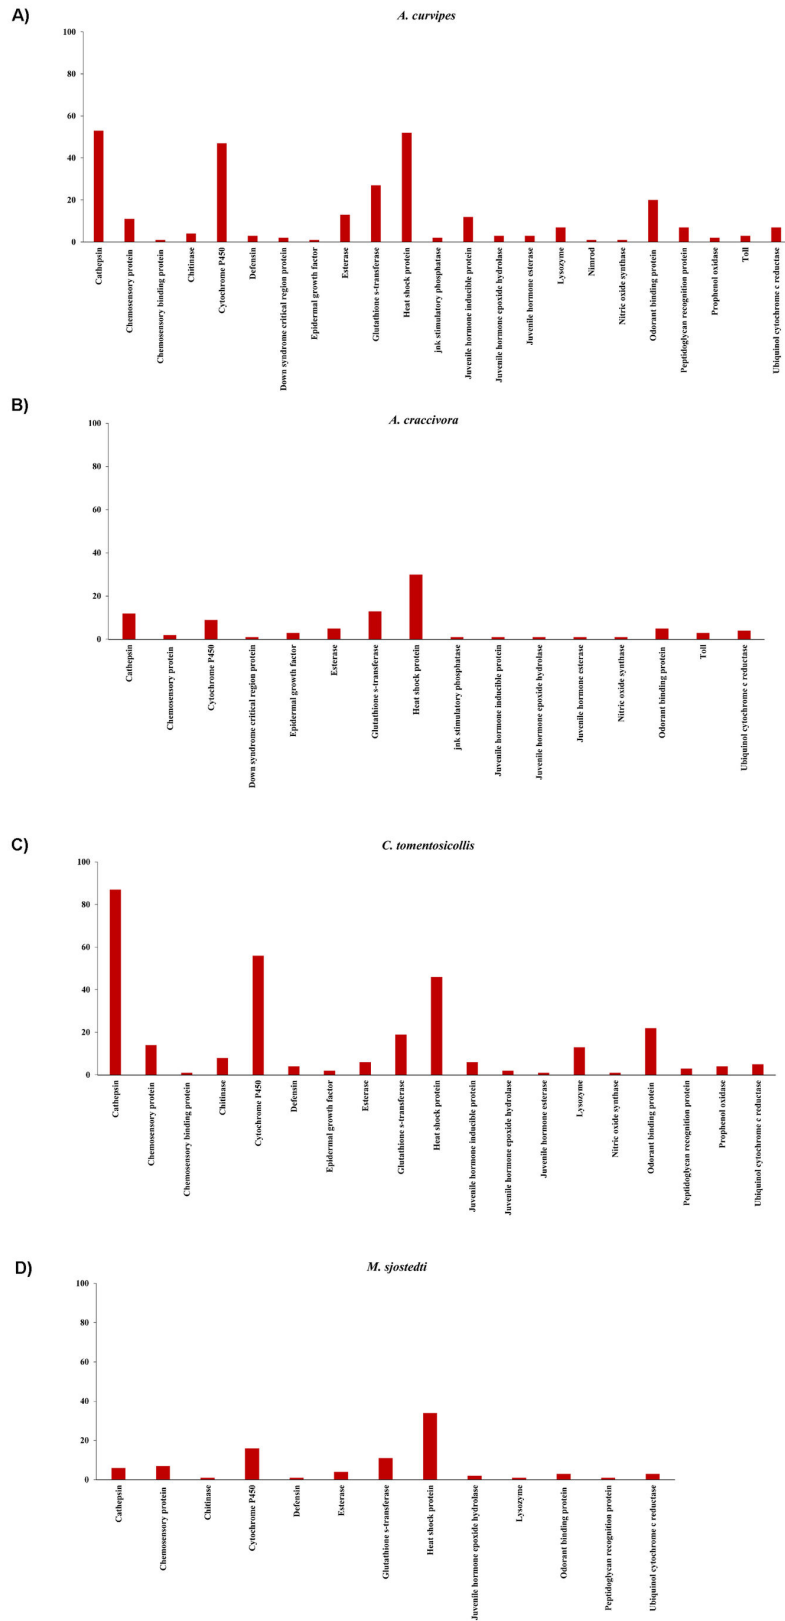 A)
A. curvipes
100
80
60
40
20
0
Cathepsin
Chemosensory protein
Chemosensory binding protein
Chitinase
Cytochrome P450
Defensin
Down syndrome critical region protein
Epidermal growth factor
Esterase
Glutathione s-transferase
Heat shock protein
jnk stimulatory phosphatase
Juvenile hormone inducible protein
Juvenile hormone epoxide hydrolase
Juvenile hormone esterase
Lysozyme
Nimrod
Nitric oxide synthase
Odorant binding protein
Peptidoglycan recognition protein
Prophenol oxidase
Toll
Ubiquinol cytochrome c reductase
B)
A. craccivora
100
80
60
40
20
0
Cathepsin
Chemosensory protein
Cytochrome P450
Down syndrome critical region protein
Epidermal growth factor
Esterase
Glutathione s-transferase
Heat shock protein
jnk stimulatory phosphatase
Juvenile hormone inducible protein
Juvenile hormone epoxide hydrolase
Juvenile hormone esterase
Nitric oxide synthase
Odorant binding protein
Toll
Ubiquinol cytochrome c reductase
C)
C. tomentosicollis
100
80
60
40
20
0
Cathepsin
Chemosensory protein
Chemosensory binding protein
Chitinase
Cytochrome P450
Defensin
Epidermal growth factor
Esterase
Glutathione s-transferase
Heat shock protein
Juvenile hormone inducible protein
Juvenile hormone epoxide hydrolase
Juvenile hormone esterase
Lysozyme
Nitric oxide synthase
Odorant binding protein
Peptidoglycan recognition protein
Prophenol oxidase
Ubiquinol cytochrome c reductase
D)
M. sjostedti
100
80
60
40
20
0
Cathepsin
Chemosensory protein
Chitinase
Cytochrome P450
Defensin
Esterase
Glutathione s-transferase
Heat shock protein
Juvenile hormone epoxide hydrolase
Lysozyme
Odorant binding protein
Peptidoglycan recognition protein
Ubiquinol cytochrome c reductase